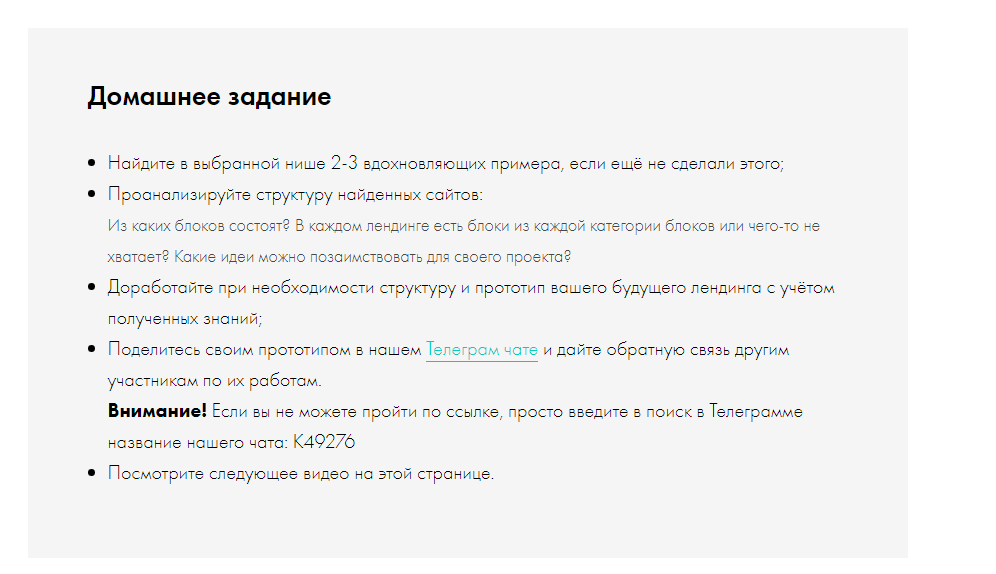 Домашнее задание
Найдите в выбранной нише 2-3 вдохновляющих примера, если ещё не сделали этого;
Проанализируйте структуру найденных сайтов:
Из каких блоков состоят? В каждом лендинге есть блоки из каждой категории блоков или чего-то не
хватает? Какие идеи можно позаимствовать для своего проекта?
Доработайте при необходимости структуру и прототип вашего будущего лендинга с учётом
полученных знаний;
Поделитесь своим прототипом в нашем Телеграм чате и дайте обратную связь другим
участникам по их работам.
Внимание! Если вы не можете пройти по ссылке, просто введите в поиск в Телеграмме
название нашего чата: K49276
Посмотрите следующее видео на этой странице.